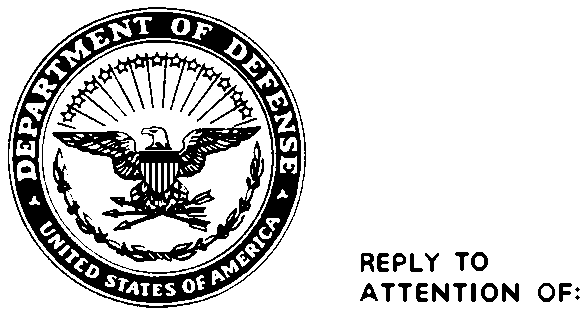 DEPARTMENT OF DEFENSE
UNITED STATES OF AMERICA
REPLY TO
ATTENTION OF: